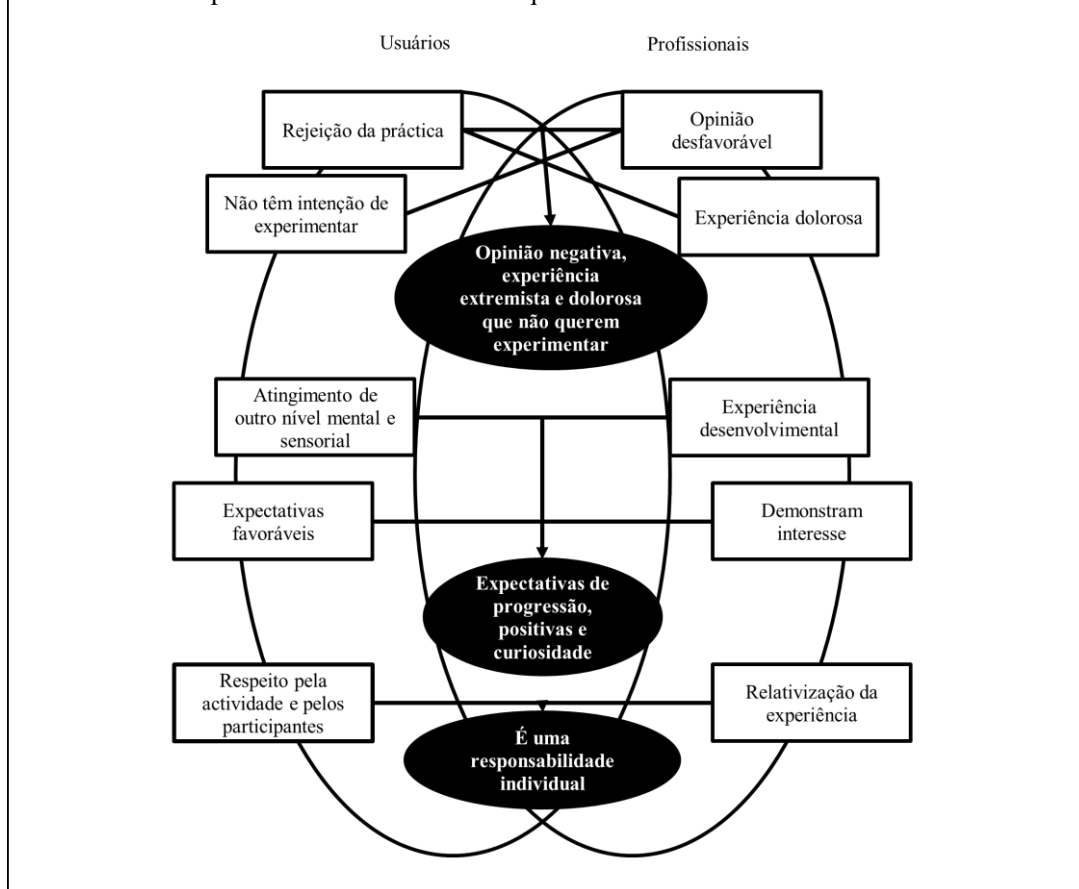 Usuários
Profissionais
Rejeição da práctica
Opinião
desfavorável
Não têm intenção de
experimentar
Experiência dolorosa
Opinião negativa,
experiência
extremista e dolorosa
que não querem
experimentar
Atingimento de
outro nível mental e
sensorial
Experiência
desenvolvimental
Expectativas
favoráveis
Demonstram
interesse
Expectativas de
progressão,
positivas e
curiosidade
Respeito pela
actividade e pelos
participantes
Relativização da
experiência
É uma
responsabilidade
individual